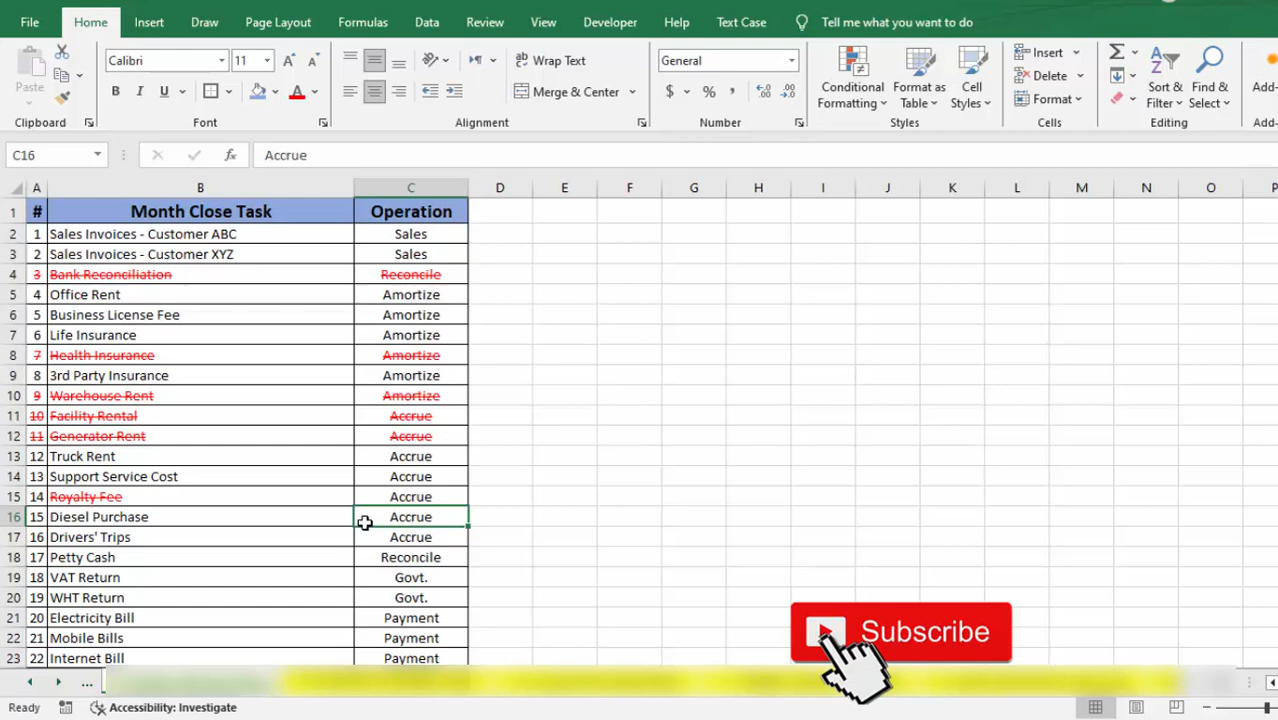 File Home Insert Draw Page Layout Formulas Data Review View Developer Help Text Case Tell me what you want to do
Calibri 11 Wrap Text General Insert
Paste B I U Merge & Center $ % Conditional Formatting Format as Table Cell Styles Delete Format Sort & Filter Find & Select Add-
Clipboard Font Alignment Number Styles Cells Editing Add-
C16 fx Accrue
A B C D E F G H I J K L M N O P
1 # Month Close Task Operation
2 1 Sales Invoices - Customer ABC Sales
3 2 Sales Invoices - Customer XYZ Sales
4 3 Bank Reconciliation Reconcile
5 4 Office Rent Amortize
6 5 Business License Fee Amortize
7 6 Life Insurance Amortize
8 7 Health Insurance Amortize
9 8 3rd Party Insurance Amortize
10 9 Warehouse Rent Amortize
11 10 Facility Rental Accrue
12 11 Generator Rent Accrue
13 12 Truck Rent Accrue
14 13 Support Service Cost Accrue
15 14 Royalty Fee Accrue
16 15 Diesel Purchase Accrue
17 16 Drivers' Trips Accrue
18 17 Petty Cash Reconcile
19 18 VAT Return Govt.
20 19 WHT Return Govt.
21 20 Electricity Bill Payment
22 21 Mobile Bills Payment
23 22 Internet Bill Payment
Subscribe
...
Ready Accessibility: Investigate